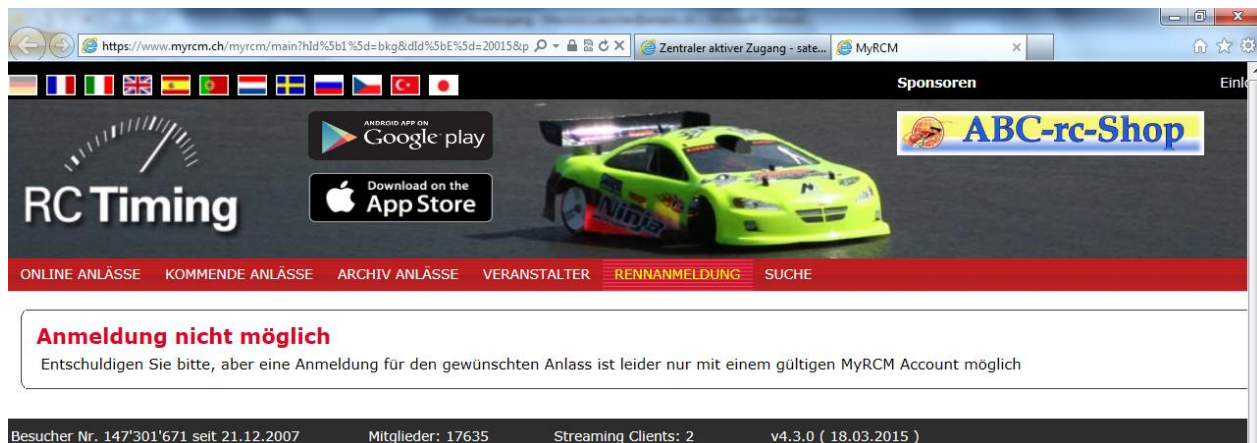 https://www.myrcm.ch/myrcm/main?hId%5b1%5d=bkg&dId%5bE%5d=20015&p
Zentraler aktiver Zugang - sate...
MyRCM
Sponsoren
RC Timing
ANDROID APP ON
Google play
Download on the
App Store
Ninja
ABC-rc-Shop
ONLINE ANLÄSSE KOMMENDE ANLÄSSE ARCHIV ANLÄSSE VERANSTALTER RENNANMELDUNG SUCHE
Anmeldung nicht möglich
Entschuldigen Sie bitte, aber eine Anmeldung für den gewünschten Anlass ist leider nur mit einem gültigen MyRCM Account möglich
Besucher Nr. 147'301'671 seit 21.12.2007 Mitglieder: 17635 Streaming Clients: 2 v4.3.0 ( 18.03.2015 )